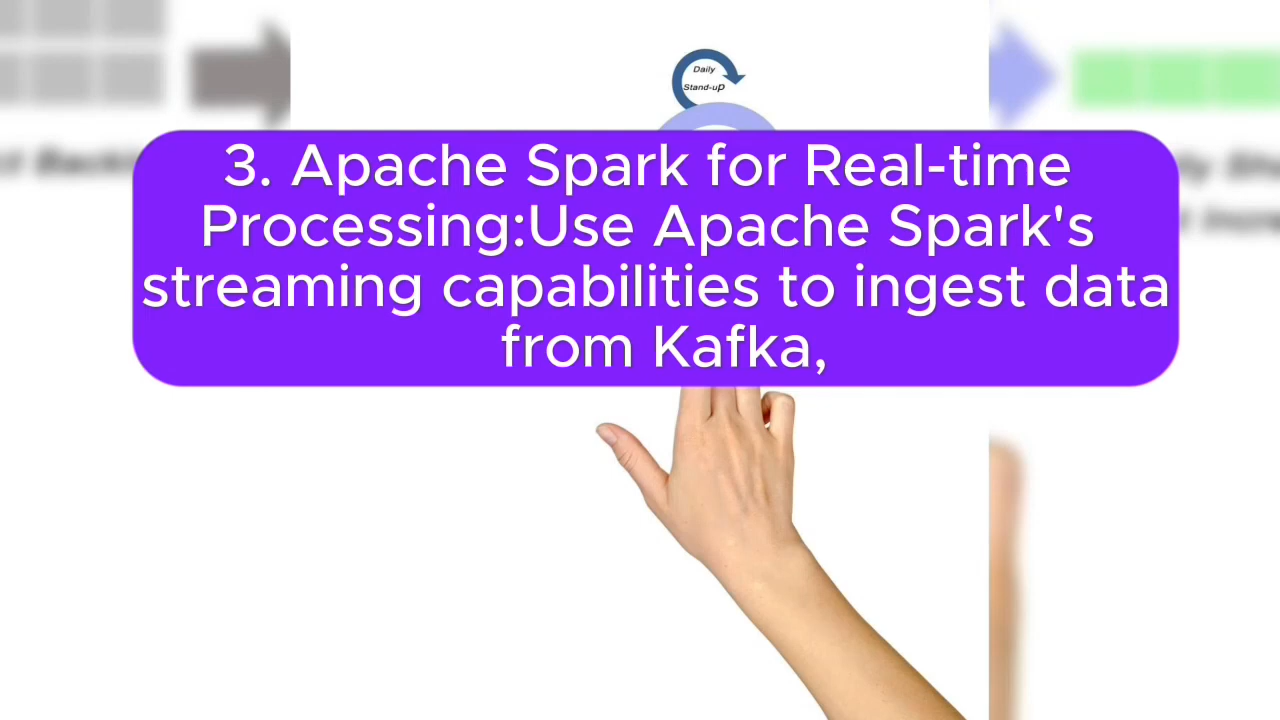 Daily
Stand-up
3. Apache Spark for Real-time
Processing:Use Apache Spark's
streaming capabilities to ingest data
from Kafka,